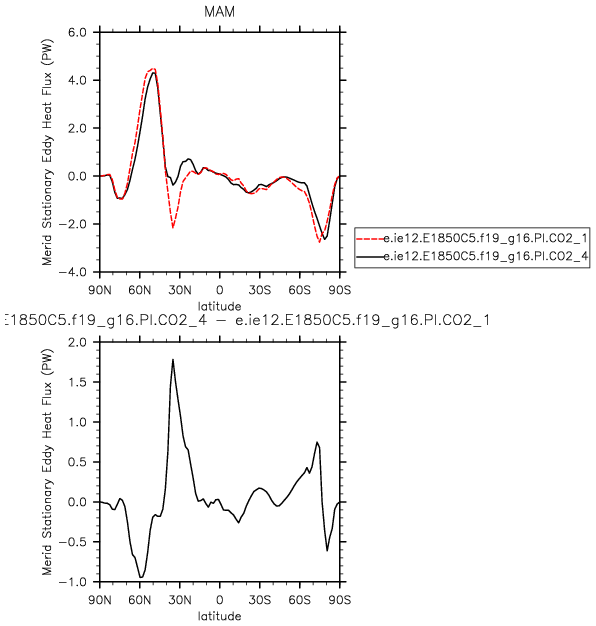 MAM
6.0
4.0
2.0
0.0
−2.0
−4.0
Merid Stationary Eddy Heat Flux (PW)
90N 60N 30N 0 30S 60S 90S
latitude
e.ie12.E1850C5.f19_g16.PI.CO2_1
e.ie12.E1850C5.f19_g16.PI.CO2_4
E1850C5.f19_g16.PI.CO2_4 − e.ie12.E1850C5.f19_g16.PI.CO2_1
2.0
1.5
1.0
0.5
0.0
−0.5
−1.0
Merid Stationary Eddy Heat Flux (PW)
90N 60N 30N 0 30S 60S 90S
latitude